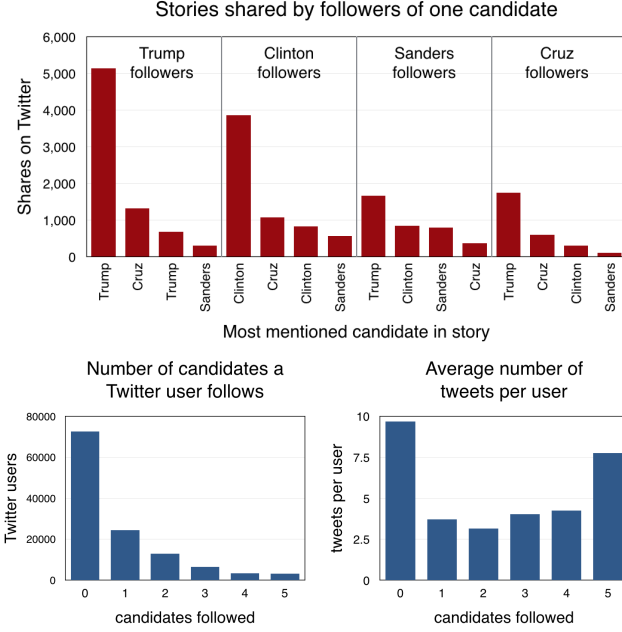 Stories shared by followers of one candidate
Shares on Twitter
6,000
5,000
4,000
3,000
2,000
1,000
0
Trump
followers
Clinton
followers
Sanders
followers
Cruz
followers
Trump
Cruz
Trump
Sanders
Clinton
Cruz
Clinton
Sanders
Trump
Clinton
Sanders
Cruz
Trump
Cruz
Clinton
Sanders
Most mentioned candidate in story
Number of candidates a
Twitter user follows
Twitter users
80000
60000
40000
20000
0
0 1 2 3 4 5
candidates followed
Average number of
tweets per user
tweets per user
10
7.5
5
2.5
0
0 1 2 3 4 5
candidates followed